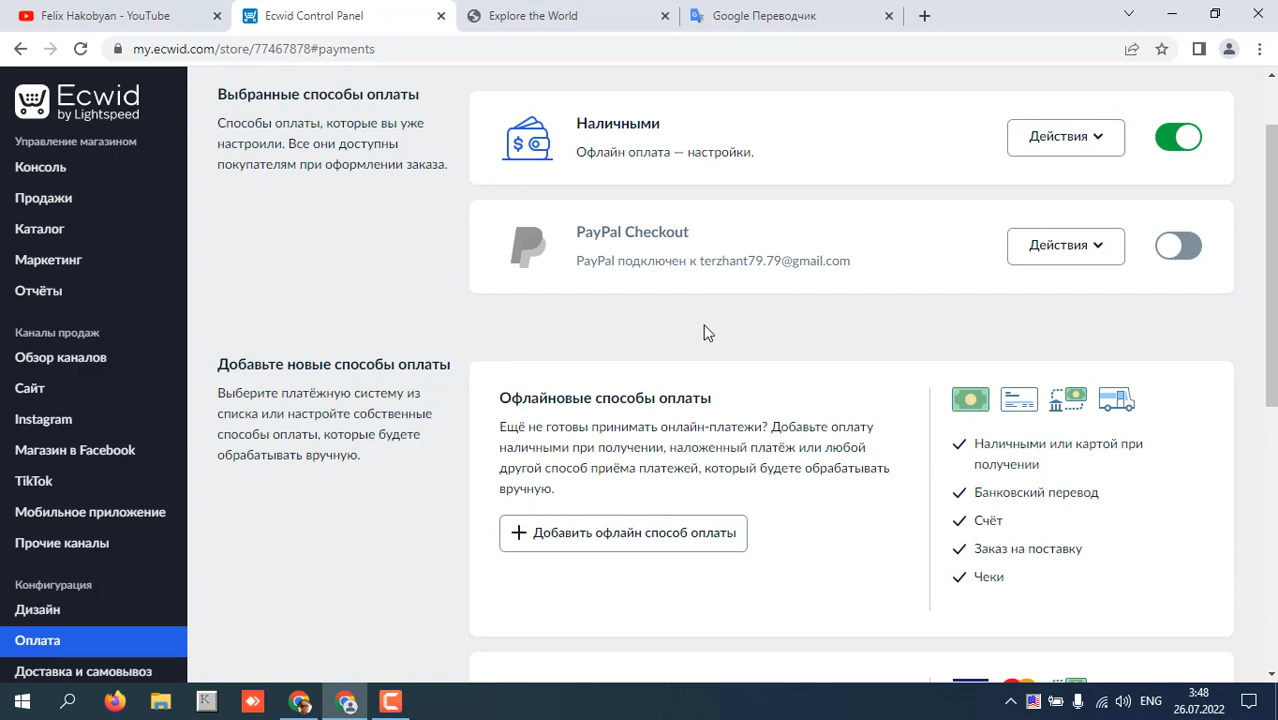 Felix Hakobyan - YouTube
Ecwid Control Panel
Explore the World
Google Переводчик
my.ecwid.com/store/77467878#payments
Ecwid
by Lightspeed
Управление магазином
Консоль
Продажи
Каталог
Маркетинг
Отчёты
Каналы продаж
Обзор каналов
Сайт
Instagram
Магазин в Facebook
TikTok
Мобильное приложение
Прочие каналы
Конфигурация
Дизайн
Оплата
Доставка и самовывоз
Выбранные способы оплаты
Способы оплаты, которые вы уже
настроили. Все они доступны
покупателям при оформлении заказа.
Наличными
Офлайн оплата — настройки.
Действия
PayPal Checkout
PayPal подключен к terzhant79.79@gmail.com
Действия
Добавьте новые способы оплаты
Выберите платёжную систему из
списка или настройте собственные
способы оплаты, которые будете
обрабатывать вручную.
Офлайновые способы оплаты
Ещё не готовы принимать онлайн-платежи? Добавьте оплату
наличными при получении, наложенный платёж или любой
другой способ приёма платежей, который будете обрабатывать
вручную.
+ Добавить офлайн способ оплаты
Наличными или картой при
получении
Банковский перевод
Счёт
Заказ на поставку
Чеки
ENG
3:48
26.07.2022